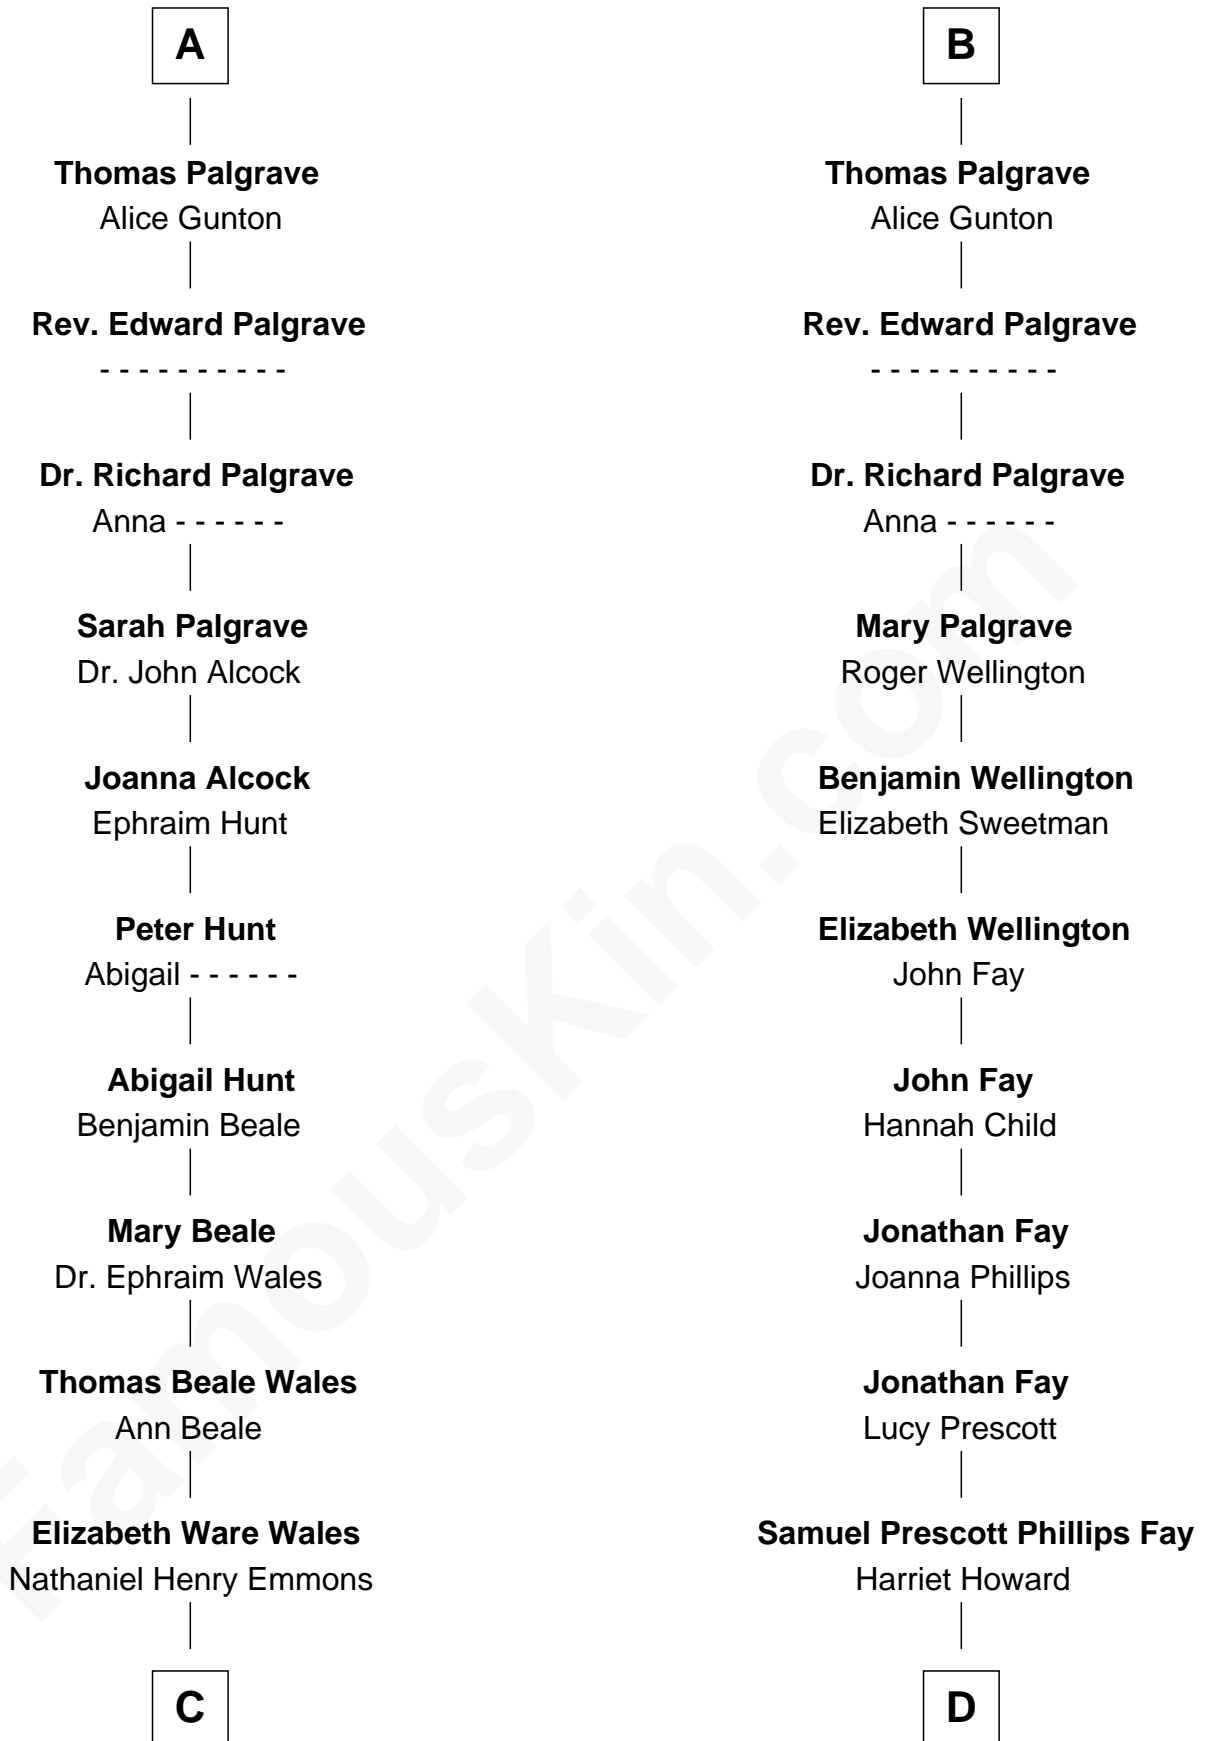 A
Thomas Palgrave
Alice Gunton
Rev. Edward Palgrave
- - - - - - - - - -
Dr. Richard Palgrave
Anna - - - - - -
Sarah Palgrave
Dr. John Alcock
Joanna Alcock
Ephraim Hunt
Peter Hunt
Abigail - - - - - -
Abigail Hunt
Benjamin Beale
Mary Beale
Dr. Ephraim Wales
Thomas Beale Wales
Ann Beale
Elizabeth Ware Wales
Nathaniel Henry Emmons
C
B
Thomas Palgrave
Alice Gunton
Rev. Edward Palgrave
- - - - - - - - - -
Dr. Richard Palgrave
Anna - - - - - -
Mary Palgrave
Roger Wellington
Benjamin Wellington
Elizabeth Sweetman
Elizabeth Wellington
John Fay
John Fay
Hannah Child
Jonathan Fay
Joanna Phillips
Jonathan Fay
Lucy Prescott
Samuel Prescott Phillips Fay
Harriet Howard
D
FamousKin.com